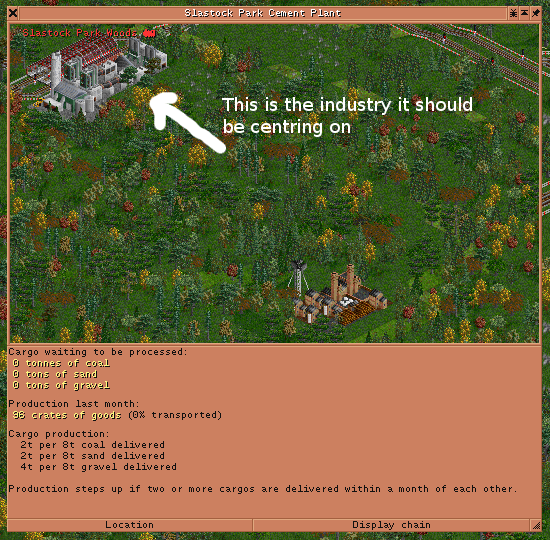 Slastock Park Cement Plant
Slastock Park Woods
This is the industry it should
be centring on
Cargo waiting to be processed:
0 tonnes of coal
0 tons of sand
0 tons of gravel
Production last month:
96 crates of goods (0% transported)
Cargo production:
2t per 8t coal delivered
2t per 8t sand delivered
4t per 8t gravel delivered
Production steps up if two or more cargos are delivered within a month of each other.
Location
Display chain